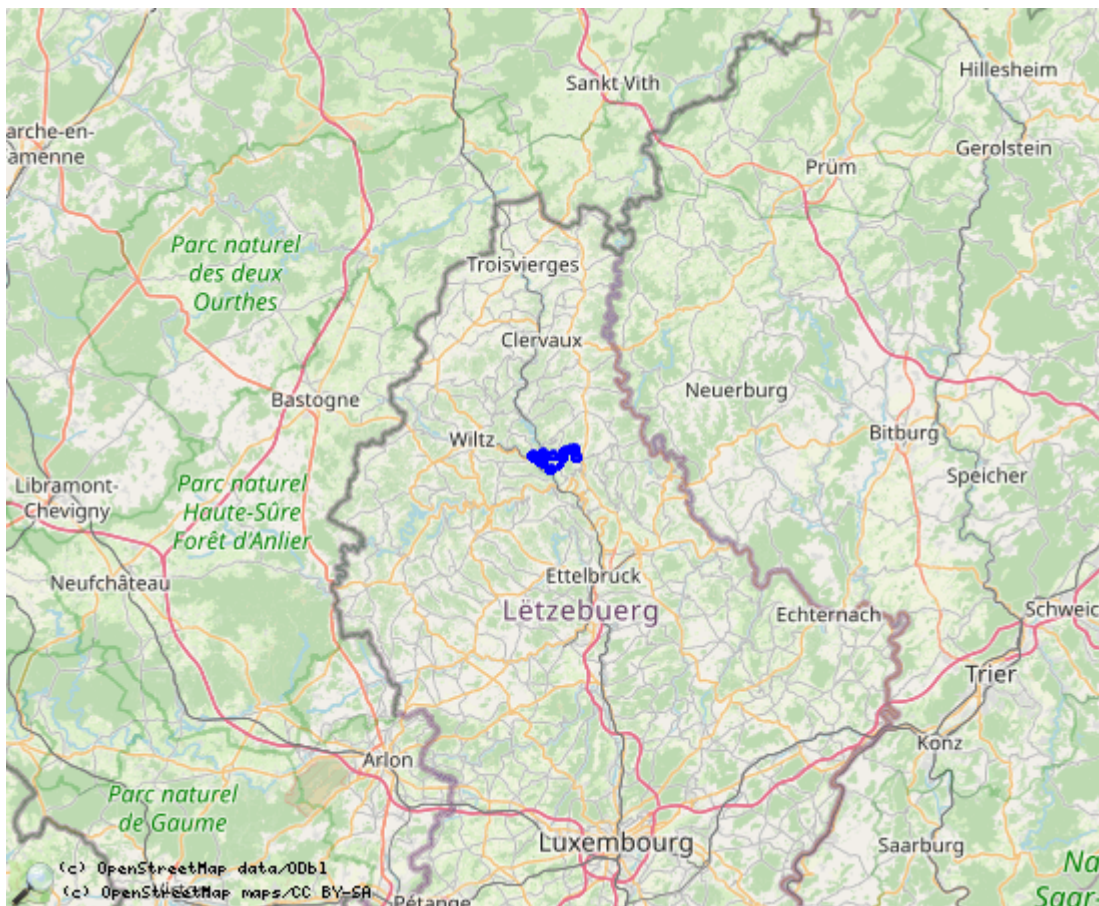 Sankt Vith
Hillesheim
arche-en-
amenne
Gerolstein
Prüm
Parc naturel
des deux
Ourthes
Troisvierges
Clervaux
Neuerburg
Bastogne
Wiltz
Bitburg
Speicher
Libramont-
Chevigny
Parc naturel
Haute-Sûre
Forêt d'Anlier
Neufchâteau
Ettelbruck
Lëtzebuerg
Echternach
Schweic
Trier
Konz
Arlon
Parc naturel
de Gaume
Luxembourg
Saarburg
Na
Saar-
(c) OpenStreetMap data/ODbl
(c) OpenStreetMap maps/CC BY-SA
Pétange